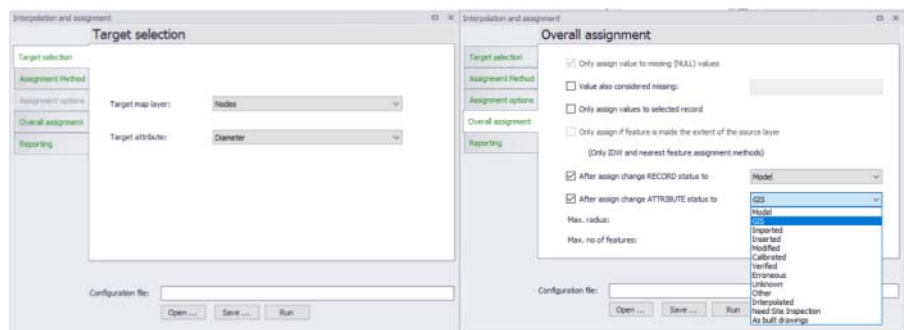 Interpolation and assignment
Target selection
Target selection
Assignment Method
Assignment options
Overall assignment
Reporting
Target map layer: Nodes
Target attribute: Diameter
Configuration file:
Open ... Save ... Run
Interpolation and assignment
Overall assignment
Target selection
Assignment Method
Assignment options
Overall assignment
Reporting
Only assign value to missing (NULL) values
Value also considered missing:
Only assign values to selected record
Only assign if feature is inside the extent of the source layer
(Only IDW and nearest feature assignment methods)
After assign change RECORD status to Model
After assign change ATTRIBUTE status to GIS
Max. radius:
Max. no of features:
Model
GIS
Imported
Inserted
Modified
Calibrated
Verified
Erroneous
Unknown
Other
Interpolated
Need Site Inspection
As built drawings
Configuration file:
Open ... Save ... Run